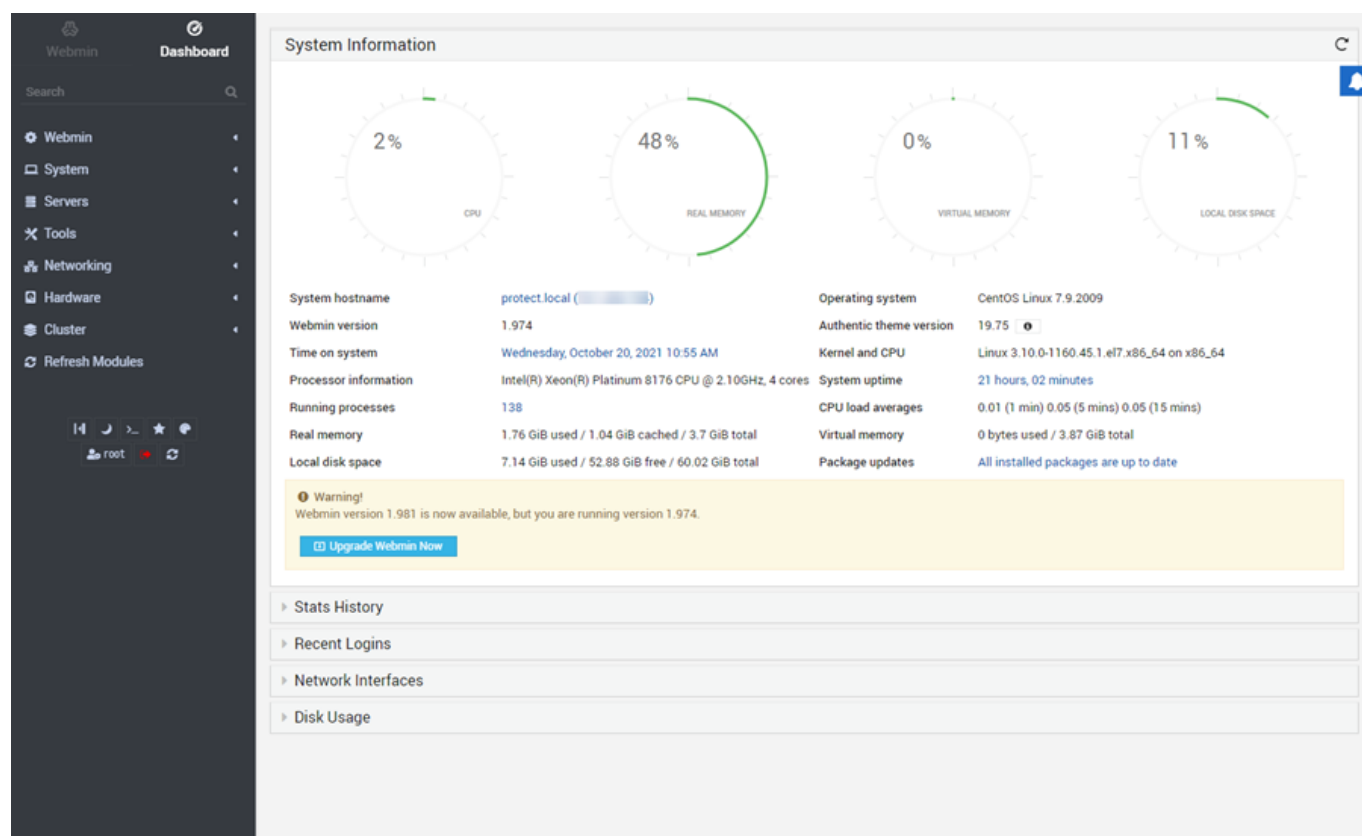 Webmin Dashboard
Search
Webmin
System
Servers
Tools
Networking
Hardware
Cluster
Refresh Modules
root
System Information
2% 48% 0% 11%
CPU REAL MEMORY VIRTUAL MEMORY LOCAL DISK SPACE
System hostname protect.local ( ) Operating system CentOS Linux 7.9.2009
Webmin version 1.974 Authentic theme version 19.75
Time on system Wednesday, October 20, 2021 10:55 AM Kernel and CPU Linux 3.10.0-1160.45.1.el7.x86_64 on x86_64
Processor information Intel(R) Xeon(R) Platinum 8176 CPU @ 2.10GHz, 4 cores System uptime 21 hours, 02 minutes
Running processes 138 CPU load averages 0.01 (1 min) 0.05 (5 mins) 0.05 (15 mins)
Real memory 1.76 GiB used / 1.04 GiB cached / 3.7 GiB total Virtual memory 0 bytes used / 3.87 GiB total
Local disk space 7.14 GiB used / 52.88 GiB free / 60.02 GiB total Package updates All installed packages are up to date
Warning!
Webmin version 1.981 is now available, but you are running version 1.974.
Upgrade Webmin Now
Stats History
Recent Logins
Network Interfaces
Disk Usage